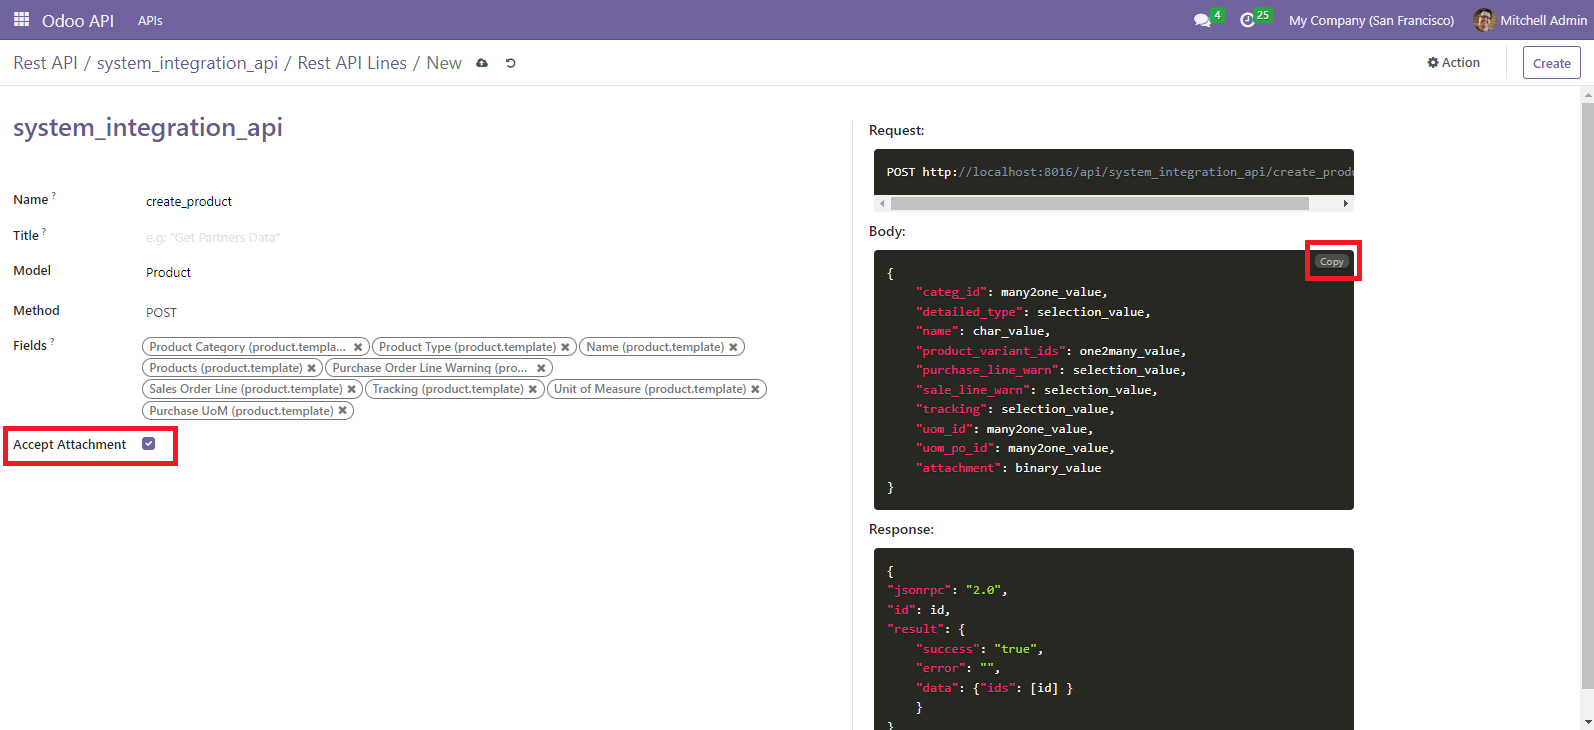 Odoo API APIs 4 25 My Company (San Francisco) Mitchell Admin
Rest API / system_integration_api / Rest API Lines / New Action Create
system_integration_api
Name ? create_product
Title ? e.g: "Get Partners Data"
Model Product
Method POST
Fields ? Product Category (product.templa... ✖ Product Type (product.template) ✖ Name (product.template) ✖
Products (product.template) ✖ Purchase Order Line Warning (pro... ✖
Sales Order Line (product.template) ✖ Tracking (product.template) ✖ Unit of Measure (product.template) ✖
Purchase UoM (product.template) ✖
Accept Attachment
Request:
POST http://localhost:8016/api/system_integration_api/create_produ
Body:
Copy
{
"categ_id": many2one_value,
"detailed_type": selection_value,
"name": char_value,
"product_variant_ids": one2many_value,
"purchase_line_warn": selection_value,
"sale_line_warn": selection_value,
"tracking": selection_value,
"uom_id": many2one_value,
"uom_po_id": many2one_value,
"attachment": binary_value
}
Response:
{
"jsonrpc": "2.0",
"id": id,
"result": {
"success": "true",
"error": "",
"data": {"ids": [id] }
}
}